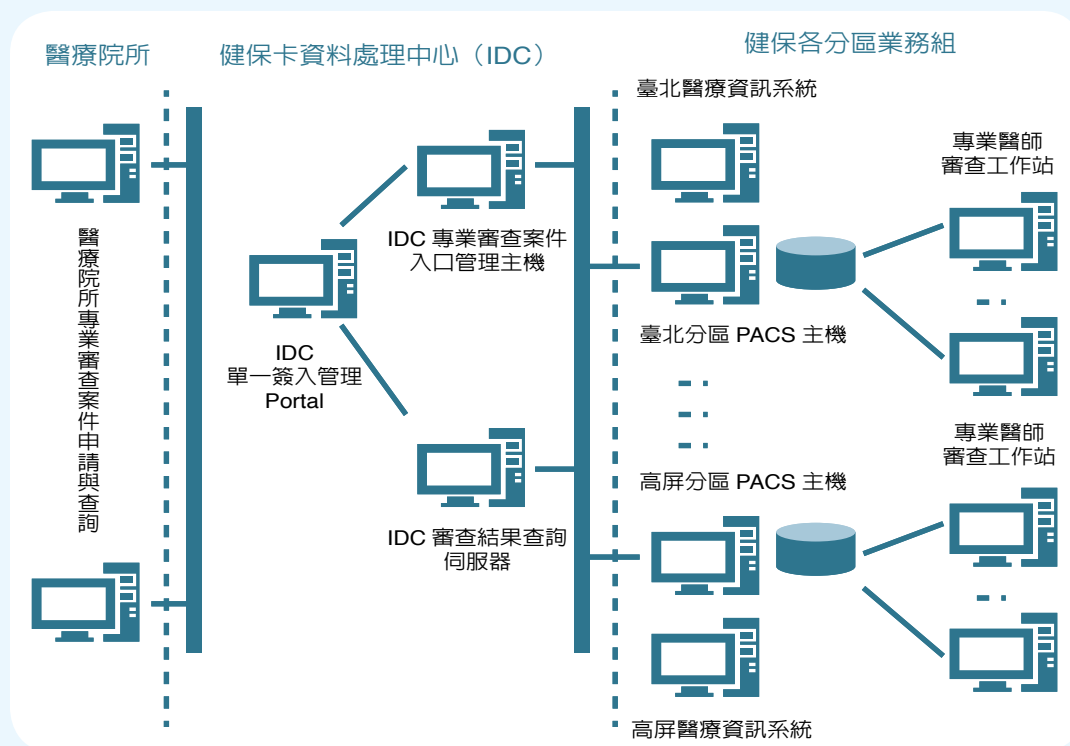 醫療院所
健保卡資料處理中心（IDC）
健保各分區業務組
醫療院所專業審查案件申請與查詢
IDC
單一簽入管理
Portal
IDC 專業審查案件
入口管理主機
IDC 審查結果查詢
伺服器
臺北醫療資訊系統
臺北分區 PACS 主機
高屏分區 PACS 主機
高屏醫療資訊系統
專業醫師
審查工作站
專業醫師
審查工作站